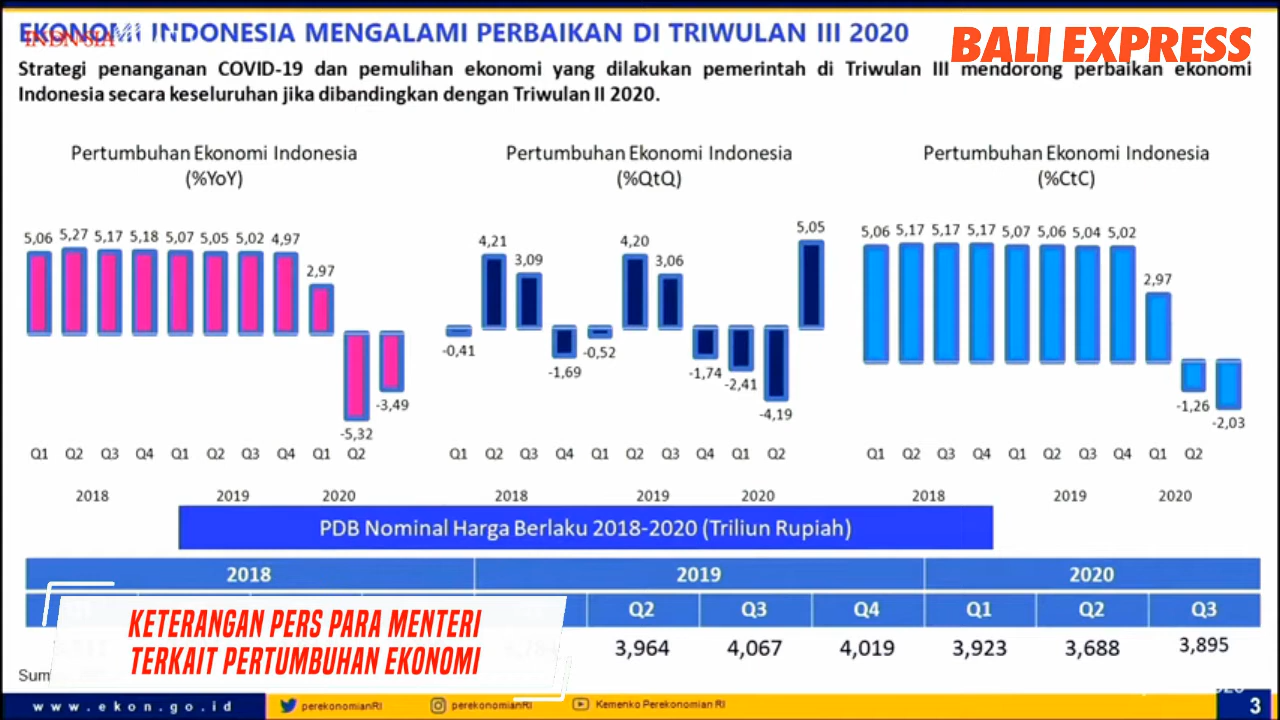 EKONOMI INDONESIA MENGALAMI PERBAIKAN DI TRIWULAN III 2020
BALI EXPRESS
Strategi penanganan COVID-19 dan pemulihan ekonomi yang dilakukan pemerintah di Triwulan III mendorong perbaikan ekonomi
Indonesia secara keseluruhan jika dibandingkan dengan Triwulan II 2020.
Pertumbuhan Ekonomi Indonesia
(%YoY)
5,06 5,27 5,17 5,18 5,07 5,05 5,02 4,97
2,97
-3,49
-5,32
Q1 Q2 Q3 Q4 Q1 Q2 Q3 Q4 Q1 Q2
2018 2019 2020
Pertumbuhan Ekonomi Indonesia
(%QtQ)
5,05
4,21 4,20
3,09 3,06
-0,41 -0,52
-1,69 -1,74
-2,41
-4,19
Q1 Q2 Q3 Q4 Q1 Q2 Q3 Q4 Q1 Q2
2018 2019 2020
Pertumbuhan Ekonomi Indonesia
(%CtC)
5,06 5,17 5,17 5,17 5,07 5,06 5,04 5,02
2,97
-1,26
-2,03
Q1 Q2 Q3 Q4 Q1 Q2 Q3 Q4 Q1 Q2
2018 2019 2020
PDB Nominal Harga Berlaku 2018-2020 (Triliun Rupiah)
2018 2019 2020
Q2 Q3 Q4 Q1 Q2 Q3
3,964 4,067 4,019 3,923 3,688 3,895
KETERANGAN PERS PARA MENTERI
TERKAIT PERTUMBUHAN EKONOMI
www.ekon.go.id perekonomianRI perekonomianRI Kemenko Perekonomian RI 3